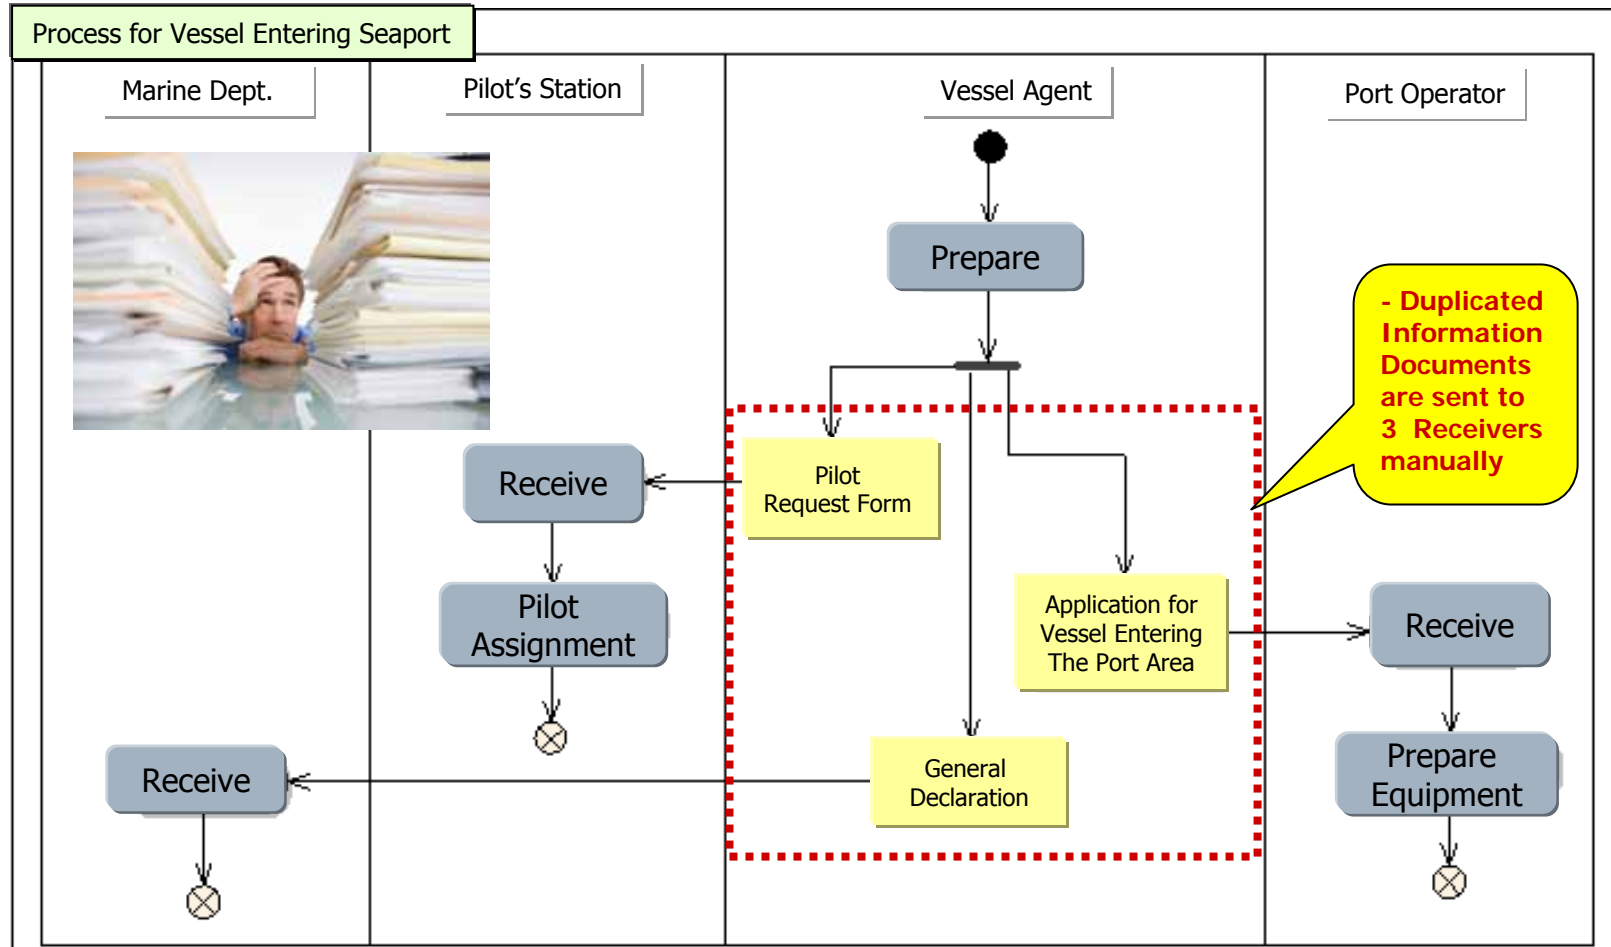 Process for Vessel Entering Seaport
Marine Dept.
Pilot's Station
Vessel Agent
Port Operator
Prepare
- Duplicated
Information
Documents
are sent to
3 Receivers
manually
Receive
Pilot
Request Form
Pilot
Assignment
Application for
Vessel Entering
The Port Area
Receive
Receive
General
Declaration
Prepare
Equipment